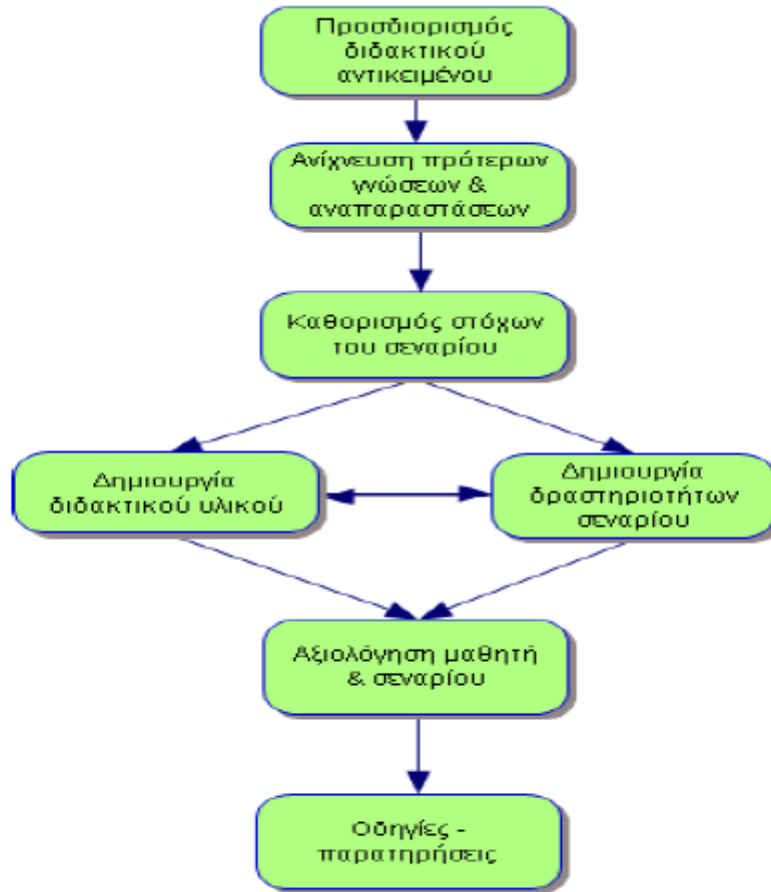 Προσδιορισμός
διδακτικού
αντικειμένου
Ανίχνευση πρότερων
γνώσεων &
αναπαραστάσεων
Καθορισμός στόχων
του σεναρίου
Δημιουργία
διδακτικού υλικού
Δημιουργία
δραστηριοτήτων
σεναρίου
Αξιολόγηση μαθητή
& σεναρίου
Οδηγίες -
παρατηρήσεις